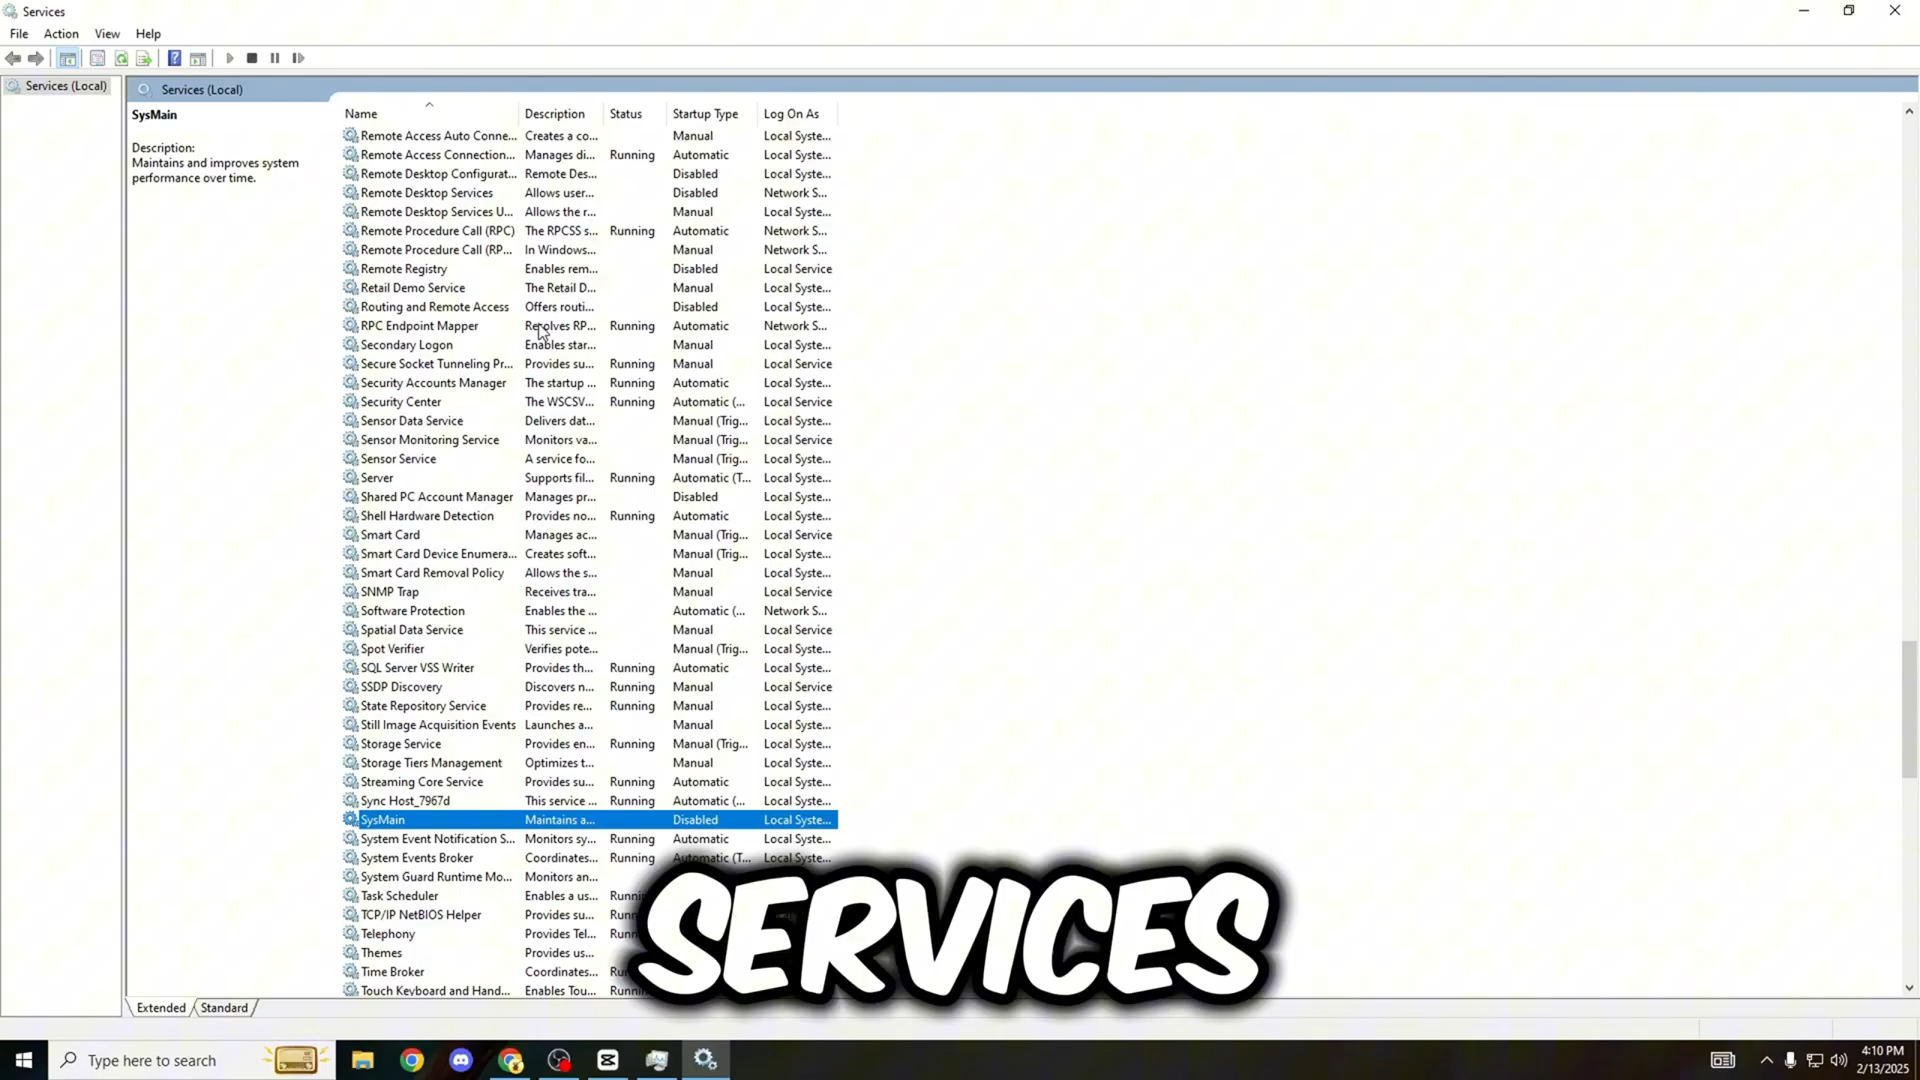 Services
File Action View Help
Services (Local)
Services (Local)
SysMain
Description:
Maintains and improves system
performance over time.
Name Description Status Startup Type Log On As
Remote Access Auto Conne... Creates a co... Manual Local Syste...
Remote Access Connection... Manages di... Running Automatic Local Syste...
Remote Desktop Configurat... Remote Des... Disabled Local Syste...
Remote Desktop Services Allows user... Disabled Network S...
Remote Desktop Services U... Allows the r... Manual Local Syste...
Remote Procedure Call (RPC) The RPCSS s... Running Automatic Network S...
Remote Procedure Call (RP... In Windows... Manual Network S...
Remote Registry Enables rem... Disabled Local Service
Retail Demo Service The Retail D... Manual Local Syste...
Routing and Remote Access Offers routi... Disabled Local Syste...
RPC Endpoint Mapper Resolves RP... Running Automatic Network S...
Secondary Logon Enables star... Running Manual Local Syste...
Secure Socket Tunneling Pr... Provides su... Running Manual Local Service
Security Accounts Manager The startup ... Running Automatic Local Syste...
Security Center The WSCSV... Running Automatic (... Local Service
Sensor Data Service Delivers dat... Manual (Trig... Local Syste...
Sensor Monitoring Service Monitors va... Manual (Trig... Local Service
Sensor Service A service fo... Manual (Trig... Local Syste...
Server Supports fil... Running Automatic (T... Local Syste...
Shared PC Account Manager Manages pr... Disabled Local Syste...
Shell Hardware Detection Provides no... Running Automatic Local Syste...
Smart Card Manages ac... Manual (Trig... Local Service
Smart Card Device Enumera... Creates soft... Manual (Trig... Local Syste...
Smart Card Removal Policy Allows the s... Manual Local Syste...
SNMP Trap Receives tra... Manual Local Service
Software Protection Enables the ... Automatic (... Network S...
Spatial Data Service This service ... Manual Local Service
Spot Verifier Verifies pote... Manual (Trig... Local Syste...
SQL Server VSS Writer Provides th... Running Automatic Local Syste...
SSDP Discovery Discovers n... Running Manual Local Service
State Repository Service Provides re... Running Manual Local Syste...
Still Image Acquisition Events Launches a... Manual Local Syste...
Storage Service Provides en... Running Manual (Trig... Local Syste...
Storage Tiers Management Optimizes t... Manual Local Syste...
Streaming Core Service Provides su... Running Automatic Local Syste...
Sync Host_7967d This service ... Running Automatic (... Local Syste...
SysMain Maintains a... Disabled Local Syste...
System Event Notification S... Monitors sy... Running Automatic Local Syste...
System Events Broker Coordinates... Running Automatic (T... Local Syste...
System Guard Runtime Mo... Monitors an...
Task Scheduler Enables a us...
TCP/IP NetBIOS Helper Provides su...
Telephony Provides Tel...
Themes Provides us...
Time Broker Coordinates...
Touch Keyboard and Hand... Enables Tou...
SERVICES
Extended Standard
Type here to search
4:10 PM
2/13/2025